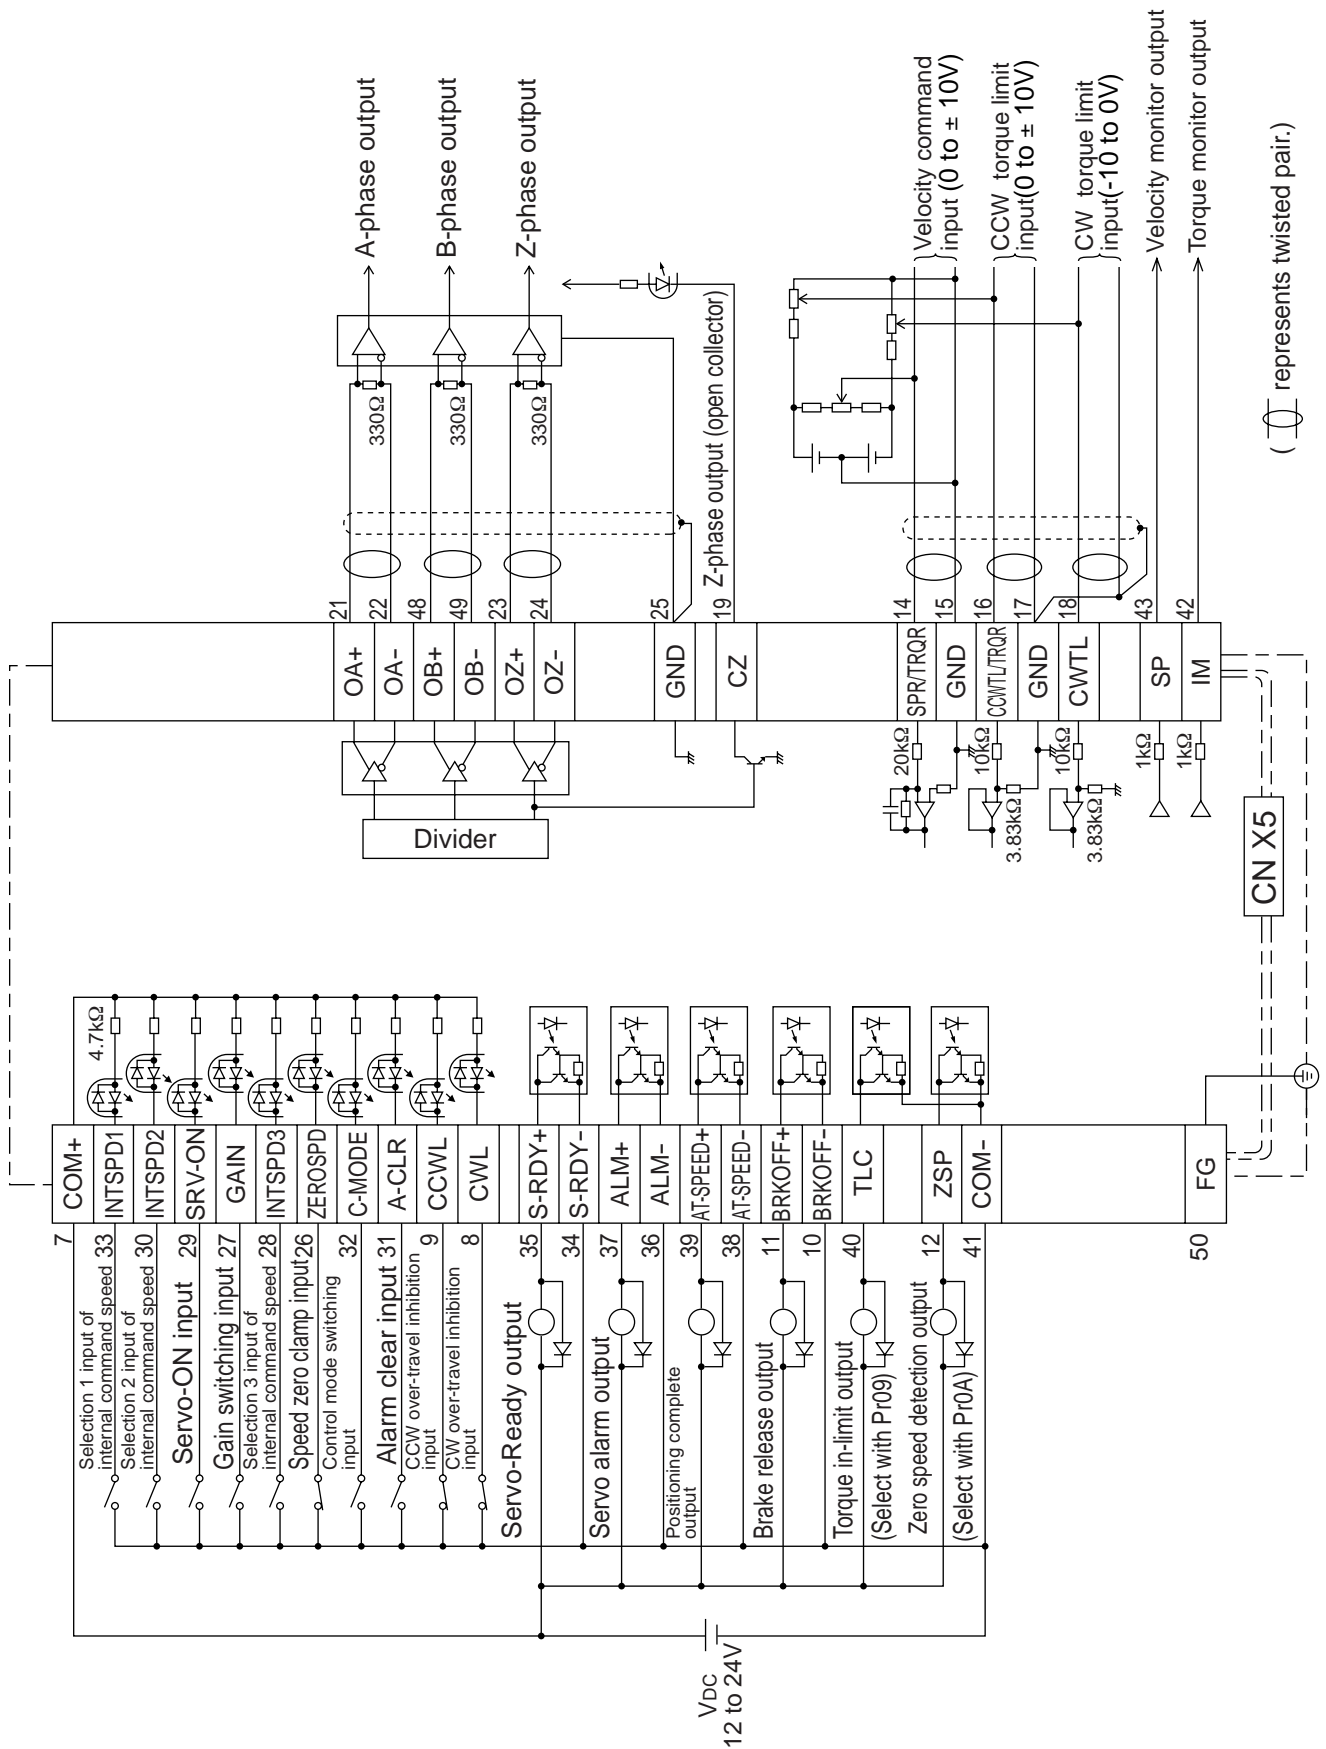 VDC
12 to 24V
Selection 1 input of
internal command speed
33
INTSPD1
Selection 2 input of
internal command speed
30
INTSPD2
Servo-ON input
29
SRV-ON
Gain switching input
27
GAIN
Selection 3 input of
internal command speed
28
INTSPD3
Speed zero clamp input
26
ZEROSPD
Control mode switching
input
32
C-MODE
Alarm clear input
31
A-CLR
CCW over-travel inhibition
input
9
CCWL
CW over-travel inhibition
input
8
CWL
7
COM+
4.7kΩ
Servo-Ready output
35
S-RDY+
34
S-RDY−
Servo alarm output
37
ALM+
36
ALM−
Positioning complete
output
39
AT-SPEED+
38
AT-SPEED−
Brake release output
11
BRKOFF+
10
BRKOFF−
Torque in-limit output
(Select with Pr09)
40
TLC
Zero speed detection output
(Select with Pr0A)
12
ZSP
41
COM−
50
FG
CN X5
Divider
OA+
21
OA−
22
330Ω
A-phase output
OB+
48
OB−
49
330Ω
B-phase output
OZ+
23
OZ−
24
330Ω
Z-phase output
GND
25
CZ
19
Z-phase output (open collector)
20kΩ
SPR/TRQR
14
GND
15
Velocity command
input (0 to ± 10V)
10kΩ
3.83kΩ
CCWTL/TRQR
16
GND
17
CCW torque limit
input(0 to ± 10V)
10kΩ
3.83kΩ
CWTL
18
CW torque limit
input(-10 to 0V)
1kΩ
SP
43
Velocity monitor output
1kΩ
IM
42
Torque monitor output
( represents twisted pair.)